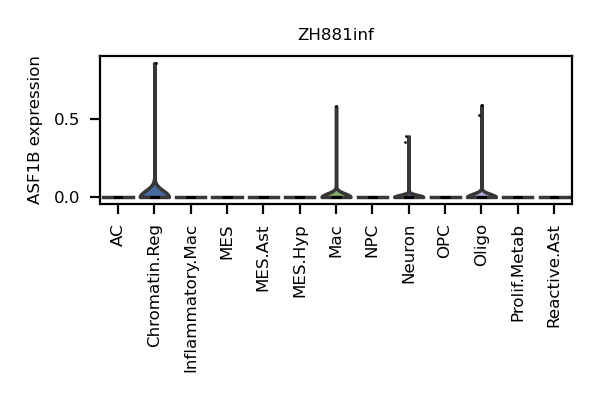 ZH881inf
ASF1B expression
0.5
0.0
AC
Chromatin.Reg
Inflammatory.Mac
MES
MES.Ast
MES.Hyp
Mac
NPC
Neuron
OPC
Oligo
Prolif.Metab
Reactive.Ast